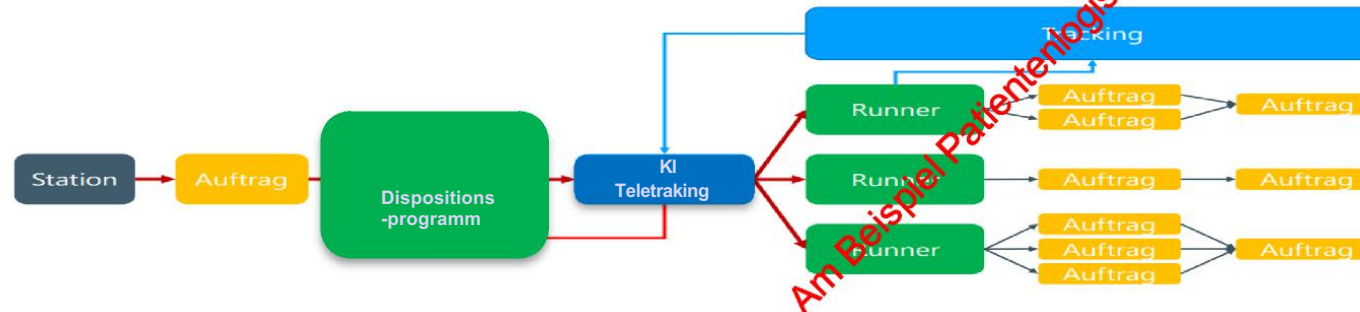 Tracking
Runner
Auftrag
Auftrag
Auftrag
Station
Auftrag
Dispositions
-programm
KI
Teletraking
Runner
Auftrag
Auftrag
Runner
Auftrag
Auftrag
Auftrag
Auftrag
Am Beispiel